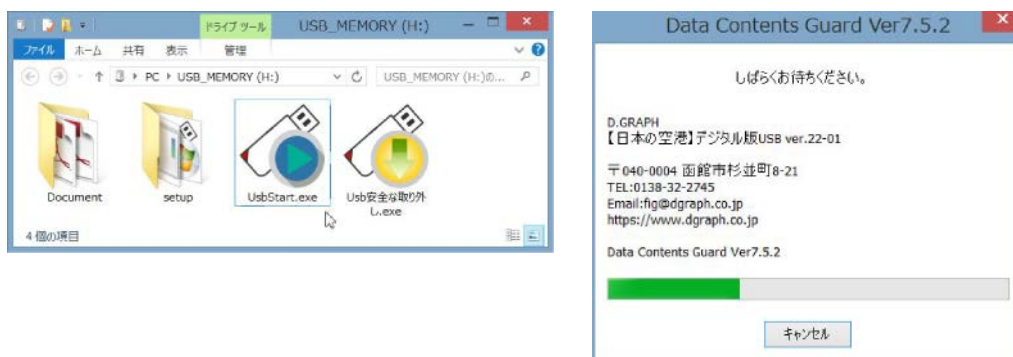 ドライブ ツール
USB_MEMORY (H:)
ファイル
ホーム
共有
表示
管理
PC
USB_MEMORY (H:)
USB_MEMORY (H:)の...
Document
setup
UsbStart.exe
Usb安全な取り外
し.exe
4 個の項目
Data Contents Guard Ver7.5.2
しばらくお待ちください。
D.GRAPH
【日本の空港】デジタル版USB ver.22-01
〒040-0004 函館市杉並町8-21
TEL:0138-32-2745
Email:fig@dgraph.co.jp
https://www.dgraph.co.jp
Data Contents Guard Ver7.5.2
キャンセル